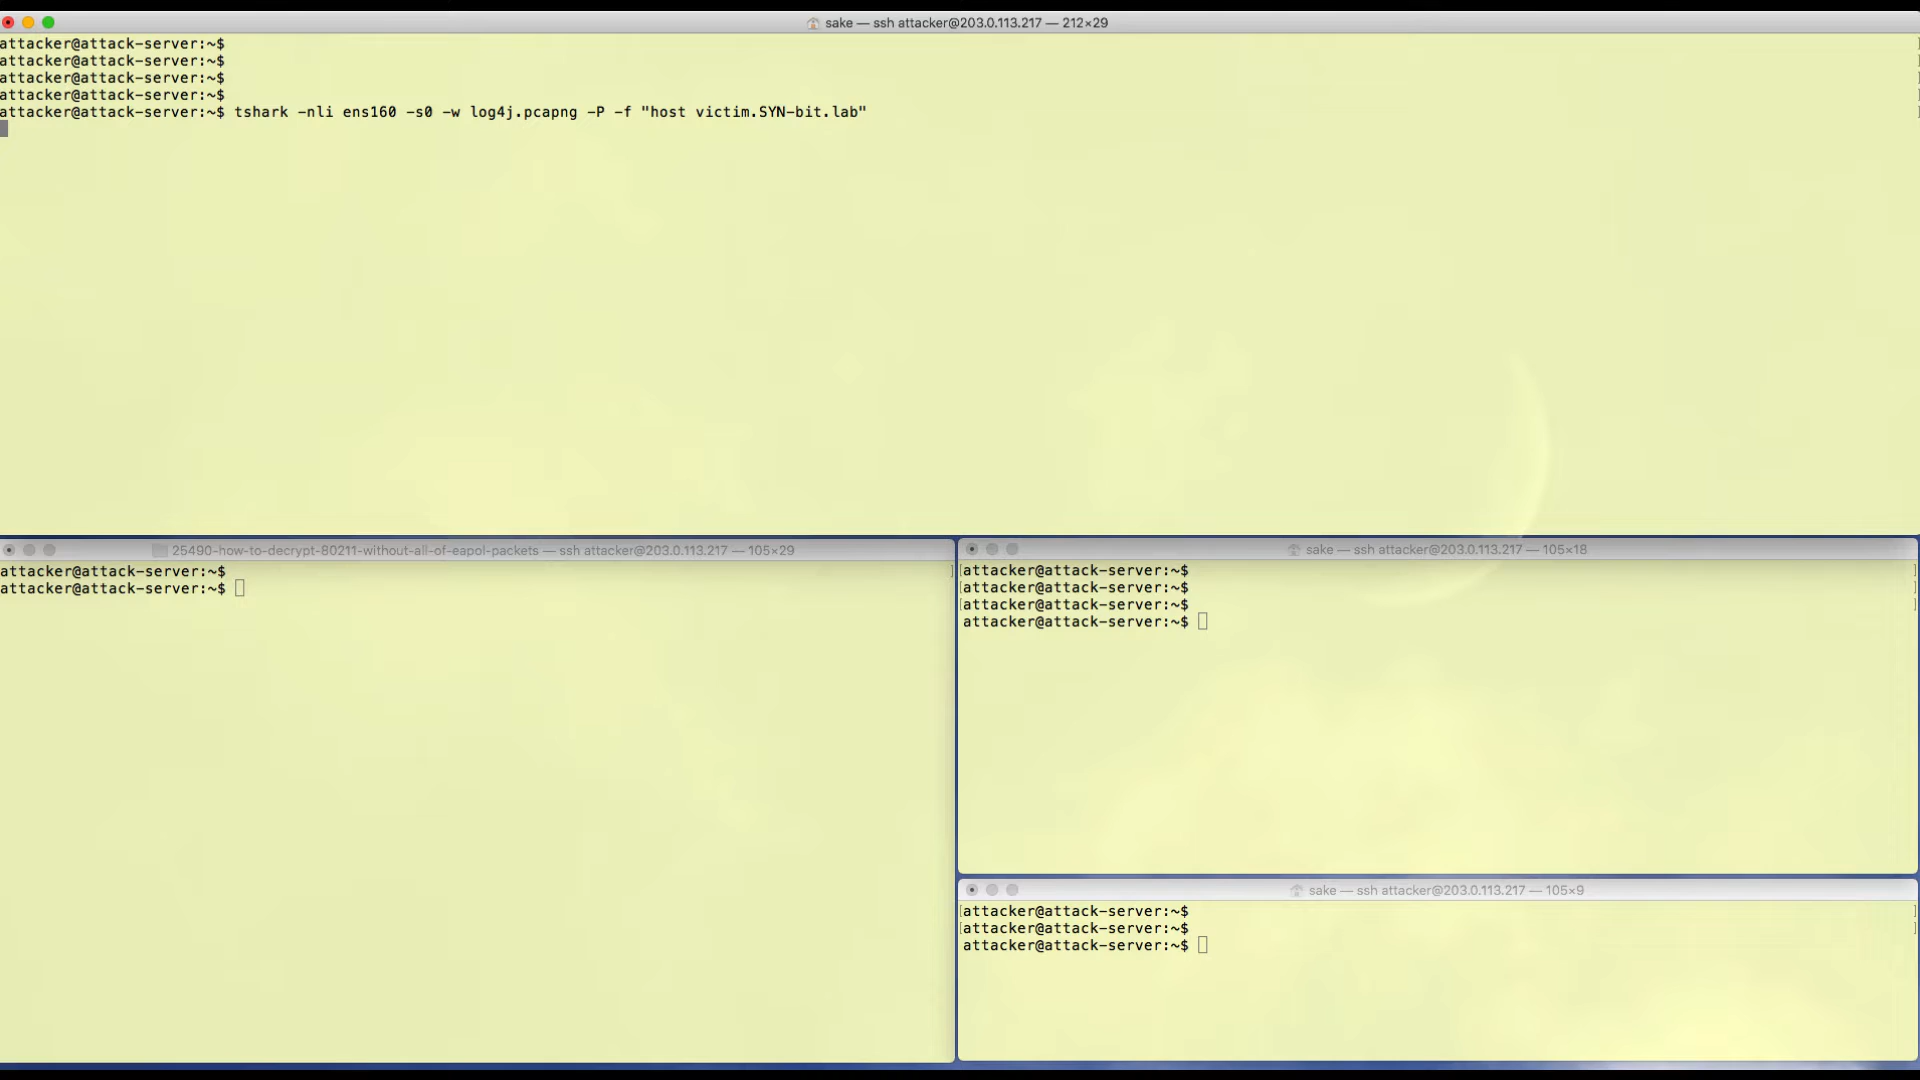 sake — ssh attacker@203.0.113.217 — 212×29
attacker@attack-server:~$
attacker@attack-server:~$
attacker@attack-server:~$
attacker@attack-server:~$
attacker@attack-server:~$ tshark -nli ens160 -s0 -w log4j.pcapng -P -f "host victim.SYN-bit.lab"
25490-how-to-decrypt-80211-without-all-of-eapol-packets — ssh attacker@203.0.113.217 — 105×29
attacker@attack-server:~$
attacker@attack-server:~$
sake — ssh attacker@203.0.113.217 — 105×18
[attacker@attack-server:~$ ]
[attacker@attack-server:~$ ]
[attacker@attack-server:~$ ]
attacker@attack-server:~$
sake — ssh attacker@203.0.113.217 — 105×9
[attacker@attack-server:~$ ]
[attacker@attack-server:~$ ]
attacker@attack-server:~$